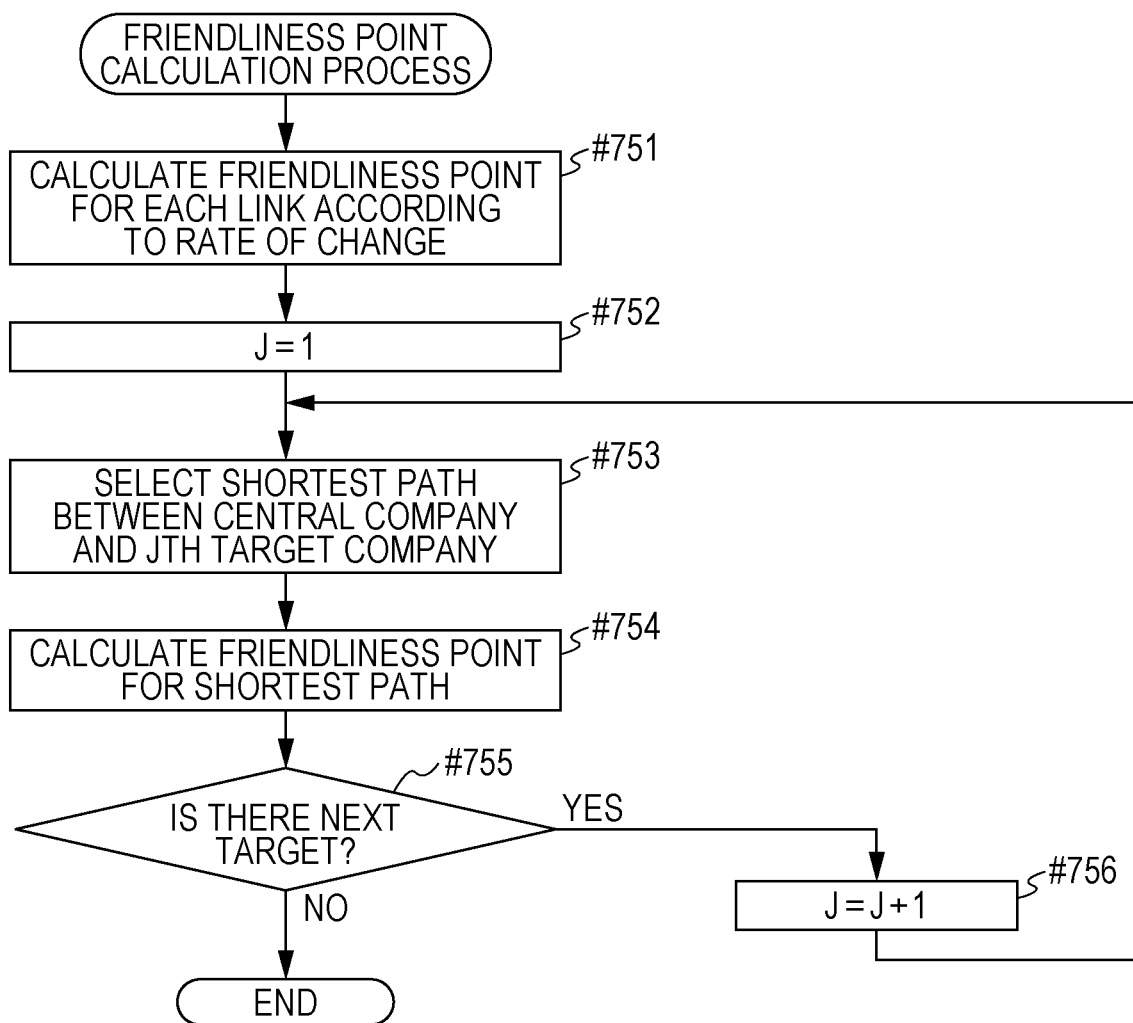 FRIENDLINESS POINT
CALCULATION PROCESS
#751
CALCULATE FRIENDLINESS POINT
FOR EACH LINK ACCORDING
TO RATE OF CHANGE
#752
J=1
#753
SELECT SHORTEST PATH
BETWEEN CENTRAL COMPANY
AND JTH TARGET COMPANY
#754
CALCULATE FRIENDLINESS POINT
FOR SHORTEST PATH
#755
IS THERE NEXT
TARGET?
YES
#756
J=J+1
NO
END